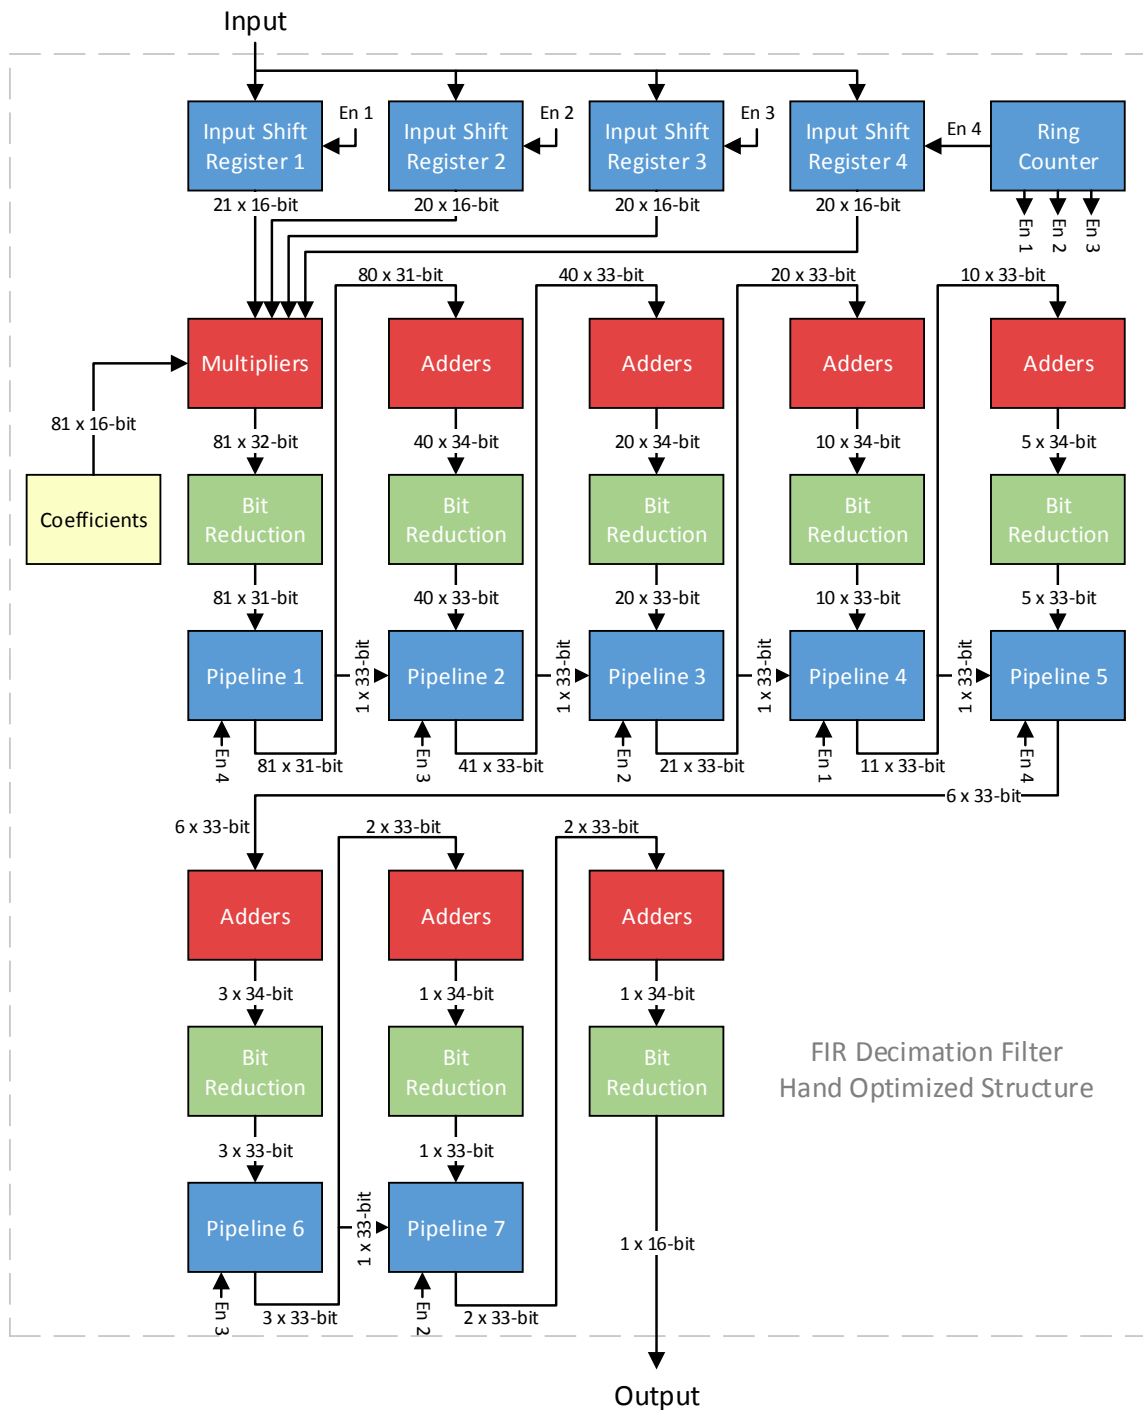 Input
En 1
En 2
En 3
En 4
Input Shift
Register 1
Input Shift
Register 2
Input Shift
Register 3
Input Shift
Register 4
Ring
Counter
21 x 16-bit
20 x 16-bit
20 x 16-bit
20 x 16-bit
En 1
En 2
En 3
80 x 31-bit
40 x 33-bit
20 x 33-bit
10 x 33-bit
Multipliers
Adders
Adders
Adders
Adders
81 x 16-bit
81 x 32-bit
40 x 34-bit
20 x 34-bit
10 x 34-bit
5 x 34-bit
Coefficients
Bit
Reduction
Bit
Reduction
Bit
Reduction
Bit
Reduction
Bit
Reduction
81 x 31-bit
40 x 33-bit
20 x 33-bit
10 x 33-bit
5 x 33-bit
Pipeline 1
1 x 33-bit
Pipeline 2
1 x 33-bit
Pipeline 3
1 x 33-bit
Pipeline 4
1 x 33-bit
Pipeline 5
En 4
81 x 31-bit
En 3
41 x 33-bit
En 2
21 x 33-bit
En 1
11 x 33-bit
En 4
6 x 33-bit
6 x 33-bit
2 x 33-bit
2 x 33-bit
Adders
Adders
Adders
3 x 34-bit
1 x 34-bit
1 x 34-bit
Bit
Reduction
Bit
Reduction
Bit
Reduction
FIR Decimation Filter
Hand Optimized Structure
3 x 33-bit
1 x 33-bit
Pipeline 6
1 x 33-bit
Pipeline 7
1 x 16-bit
En 3
3 x 33-bit
En 2
2 x 33-bit
Output